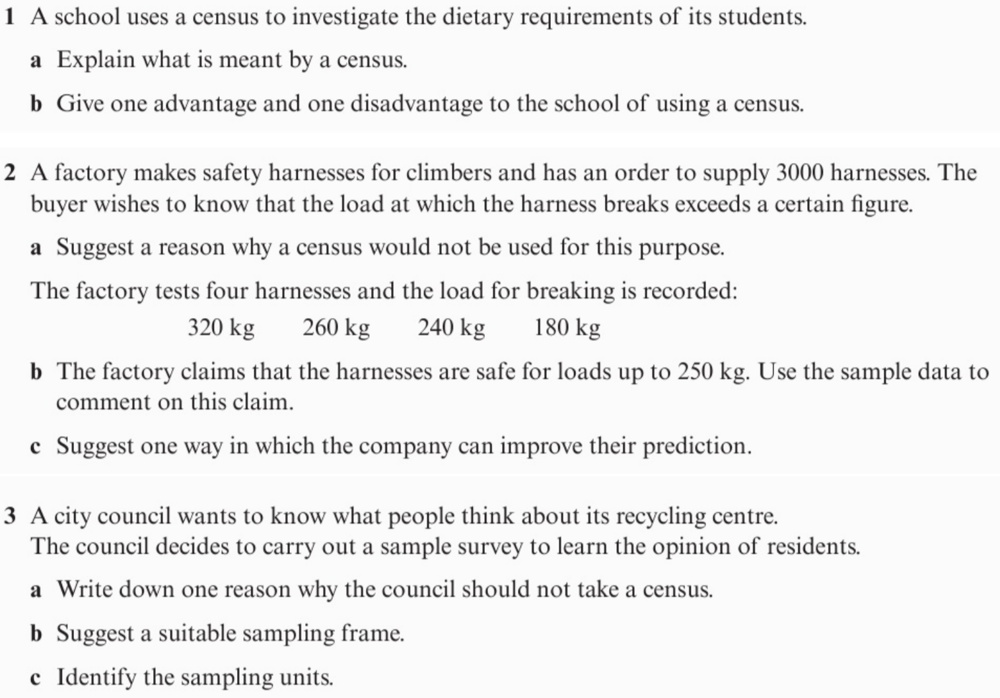 1 A school uses a census to investigate the dietary requirements of its students.
a Explain what is meant by a census.
b Give one advantage and one disadvantage to the school of using a census.
2 A factory makes safety harnesses for climbers and has an order to supply 3000 harnesses. The
buyer wishes to know that the load at which the harness breaks exceeds a certain figure.
a Suggest a reason why a census would not be used for this purpose.
The factory tests four harnesses and the load for breaking is recorded:
320 kg 260 kg 240 kg 180 kg
b The factory claims that the harnesses are safe for loads up to 250 kg. Use the sample data to
comment on this claim.
c Suggest one way in which the company can improve their prediction.
3 A city council wants to know what people think about its recycling centre.
The council decides to carry out a sample survey to learn the opinion of residents.
a Write down one reason why the council should not take a census.
b Suggest a suitable sampling frame.
c Identify the sampling units.